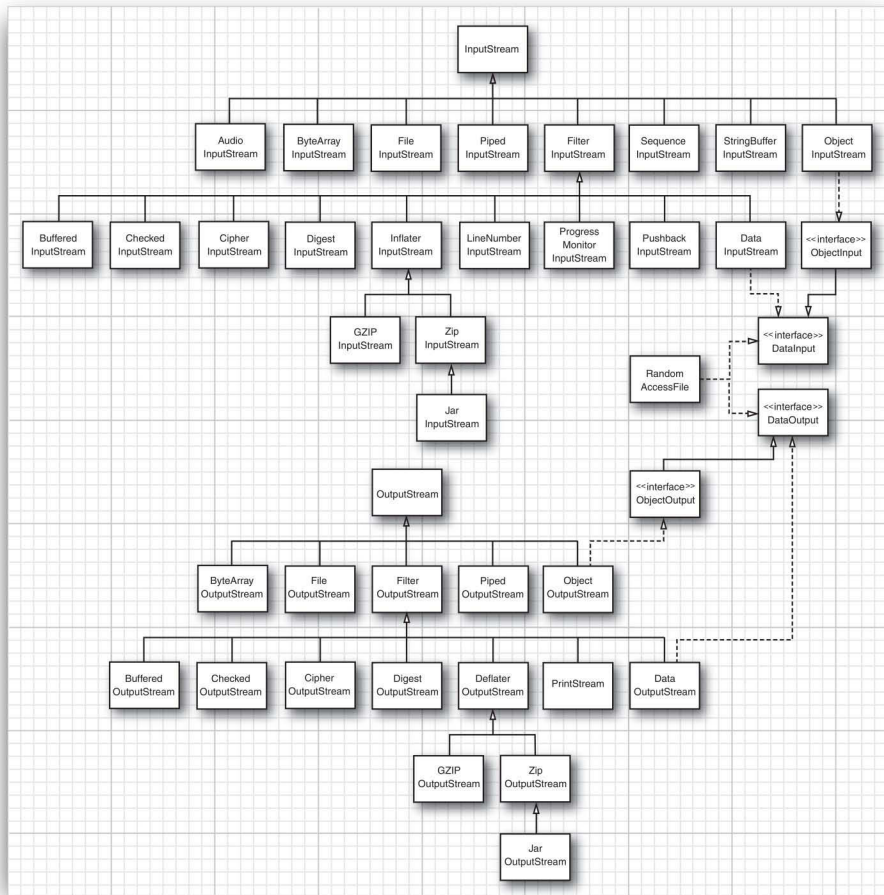 InputStream
Audio
InputStream
ByteArray
InputStream
File
InputStream
Piped
InputStream
Filter
InputStream
Sequence
InputStream
StringBuffer
InputStream
Object
InputStream
Buffered
InputStream
Checked
InputStream
Cipher
InputStream
Digest
InputStream
Inflater
InputStream
LineNumber
InputStream
Progress
Monitor
InputStream
Pushback
InputStream
Data
InputStream
<<interface>>
ObjectInput
GZIP
InputStream
Zip
InputStream
<<interface>>
DataInput
Random
AccessFile
Jar
InputStream
<<interface>>
DataOutput
OutputStream
<<interface>>
ObjectOutput
ByteArray
OutputStream
File
OutputStream
Filter
OutputStream
Piped
OutputStream
Object
OutputStream
Buffered
OutputStream
Checked
OutputStream
Cipher
OutputStream
Digest
OutputStream
Deflater
OutputStream
PrintStream
Data
OutputStream
GZIP
OutputStream
Zip
OutputStream
Jar
OutputStream